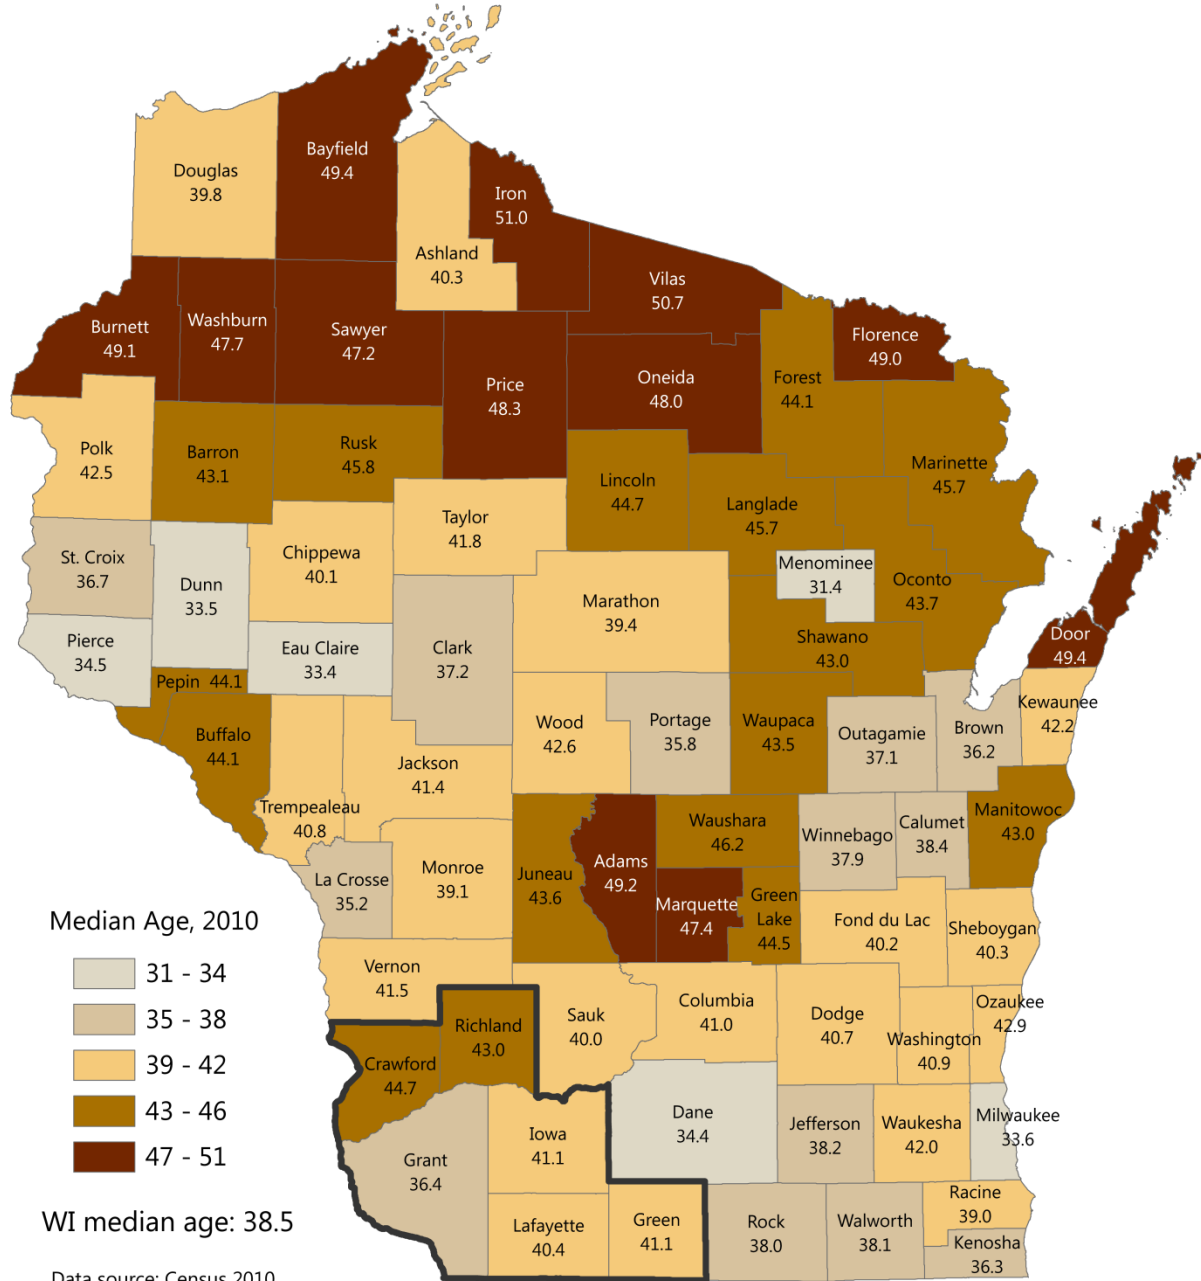 Bayfield
49.4
Douglas
39.8
Iron
51.0
Ashland
40.3
Vilas
50.7
Burnett
49.1
Washburn
47.7
Sawyer
47.2
Florence
49.0
Price
48.3
Oneida
48.0
Forest
44.1
Polk
42.5
Barron
43.1
Rusk
45.8
Lincoln
44.7
Marinette
45.7
Langlade
45.7
Taylor
41.8
St. Croix
36.7
Dunn
33.5
Chippewa
40.1
Menominee
31.4
Oconto
43.7
Marathon
39.4
Pierce
34.5
Eau Claire
33.4
Clark
37.2
Shawano
43.0
Door
49.4
Pepin 44.1
Buffalo
44.1
Wood
42.6
Portage
35.8
Waupaca
43.5
Outagamie
37.1
Brown
36.2
Kewaunee
42.2
Jackson
41.4
Trempealeau
40.8
Waushara
46.2
Winnebago
37.9
Calumet
38.4
Manitowoc
43.0
La Crosse
35.2
Monroe
39.1
Juneau
43.6
Adams
49.2
Marquette
47.4
Green
Lake
44.5
Fond du Lac
40.2
Sheboygan
40.3
Vernon
41.5
Richland
43.0
Sauk
40.0
Columbia
41.0
Dodge
40.7
Washington
40.9
Ozaukee
42.9
Crawford
44.7
Dane
34.4
Jefferson
38.2
Waukesha
42.0
Milwaukee
33.6
Grant
36.4
Iowa
41.1
Lafayette
40.4
Green
41.1
Rock
38.0
Walworth
38.1
Racine
39.0
Kenosha
36.3
Median Age, 2010
31 - 34
35 - 38
39 - 42
43 - 46
47 - 51
WI median age: 38.5
Data source: Census 2010